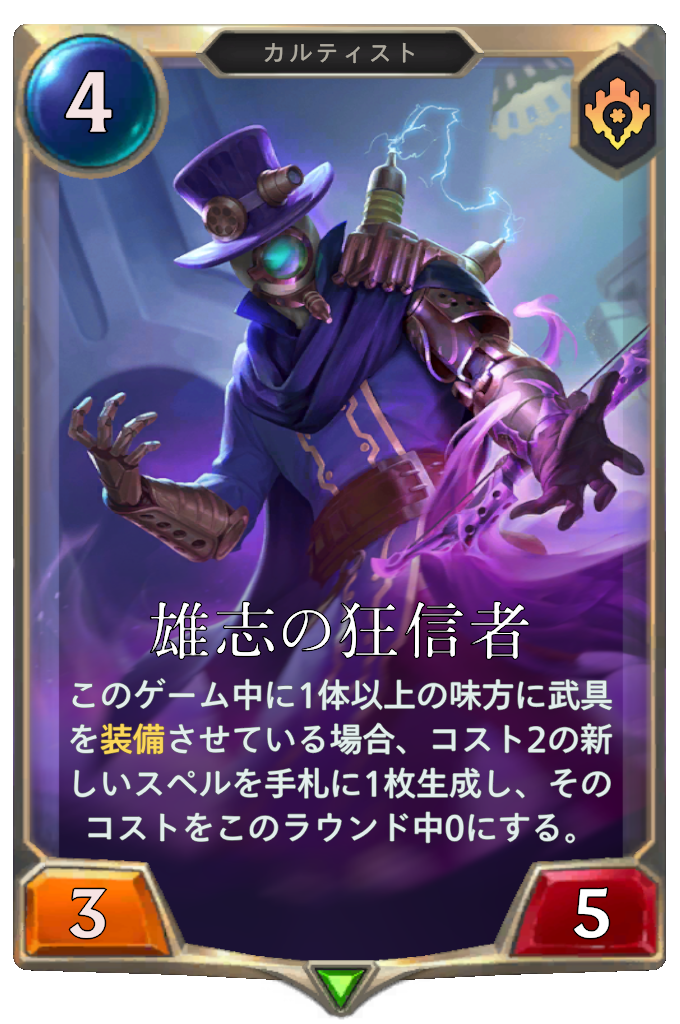 カルティスト
4
雄志の狂信者
このゲーム中に1体以上の味方に武具
を装備させている場合、コスト2の新
しいスペルを手札に1枚生成し、その
コストをこのラウンド中0にする。
3
5